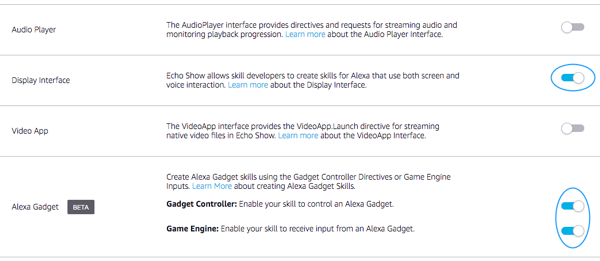 Audio Player
The AudioPlayer interface provides directives and requests for streaming audio and
monitoring playback progression. Learn more about the Audio Player Interface.
Display Interface
Echo Show allows skill developers to create skills for Alexa that use both screen and
voice interaction. Learn more about the Display Interface.
Video App
The VideoApp interface provides the VideoApp.Launch directive for streaming
native video files in Echo Show. Learn more about the VideoApp Interface.
Alexa Gadget BETA
Create Alexa Gadget skills using the Gadget Controller Directives or Game Engine
Inputs. Learn More about creating Alexa Gadget Skills.
Gadget Controller: Enable your skill to control an Alexa Gadget.
Game Engine: Enable your skill to receive input from an Alexa Gadget.